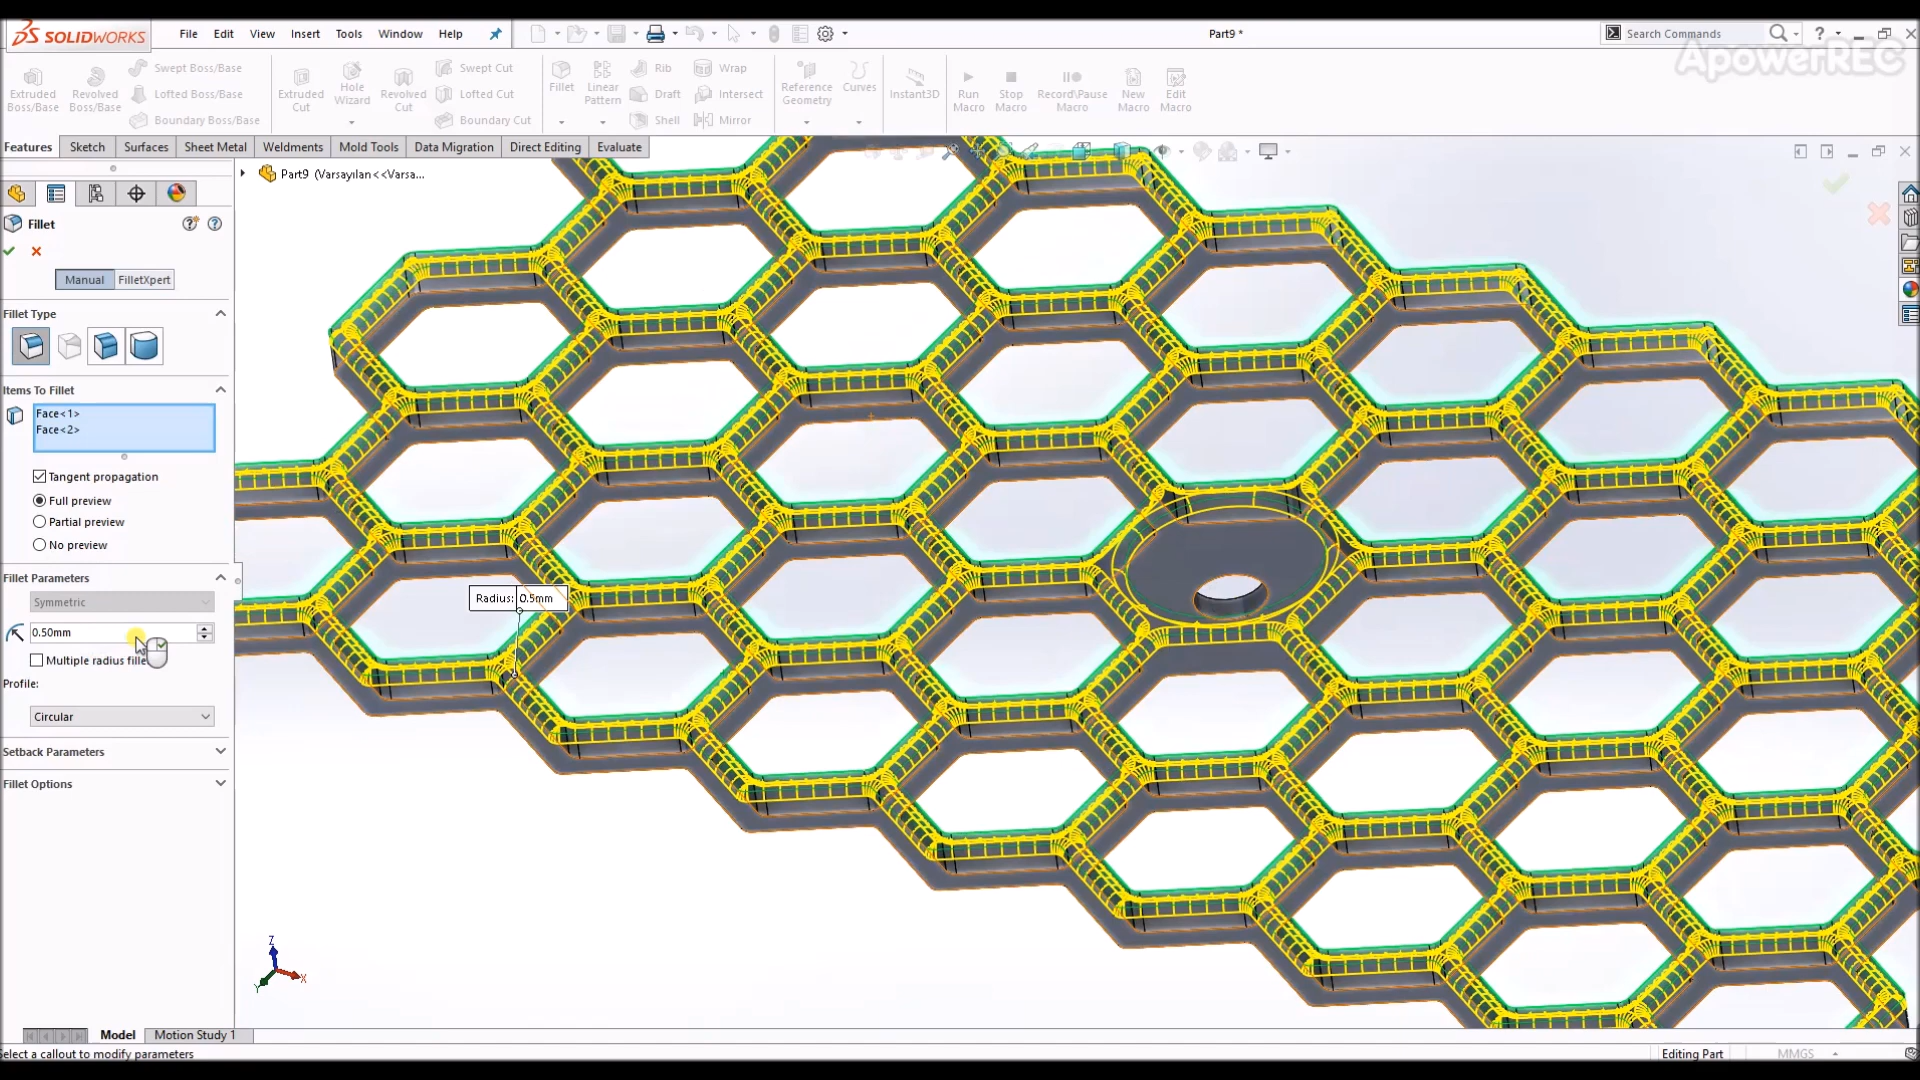 SOLIDWORKS
File Edit View Insert Tools Window Help
Part9 *
Search Commands
ApowerREC
Extruded Boss/Base
Revolved Boss/Base
Swept Boss/Base
Lofted Boss/Base
Boundary Boss/Base
Extruded Cut
Hole Wizard
Revolved Cut
Swept Cut
Lofted Cut
Boundary Cut
Fillet
Linear Pattern
Rib
Draft
Shell
Wrap
Intersect
Mirror
Reference Geometry
Curves
Instant3D
Run Macro
Stop Macro
Record\Pause Macro
New Macro
Edit Macro
Features Sketch Surfaces Sheet Metal Weldments Mold Tools Data Migration Direct Editing Evaluate
Part9 (Varsayılan<<Varsa...
Fillet
Manual FilletXpert
Fillet Type
Items To Fillet
Face<1>
Face<2>
Tangent propagation
Full preview
Partial preview
No preview
Fillet Parameters
Symmetric
0.50mm
Multiple radius fille
Profile:
Circular
Setback Parameters
Fillet Options
Radius: 0.5mm
Z
X
Y
Model Motion Study 1
Select a callout to modify parameters
Editing Part
MMGS